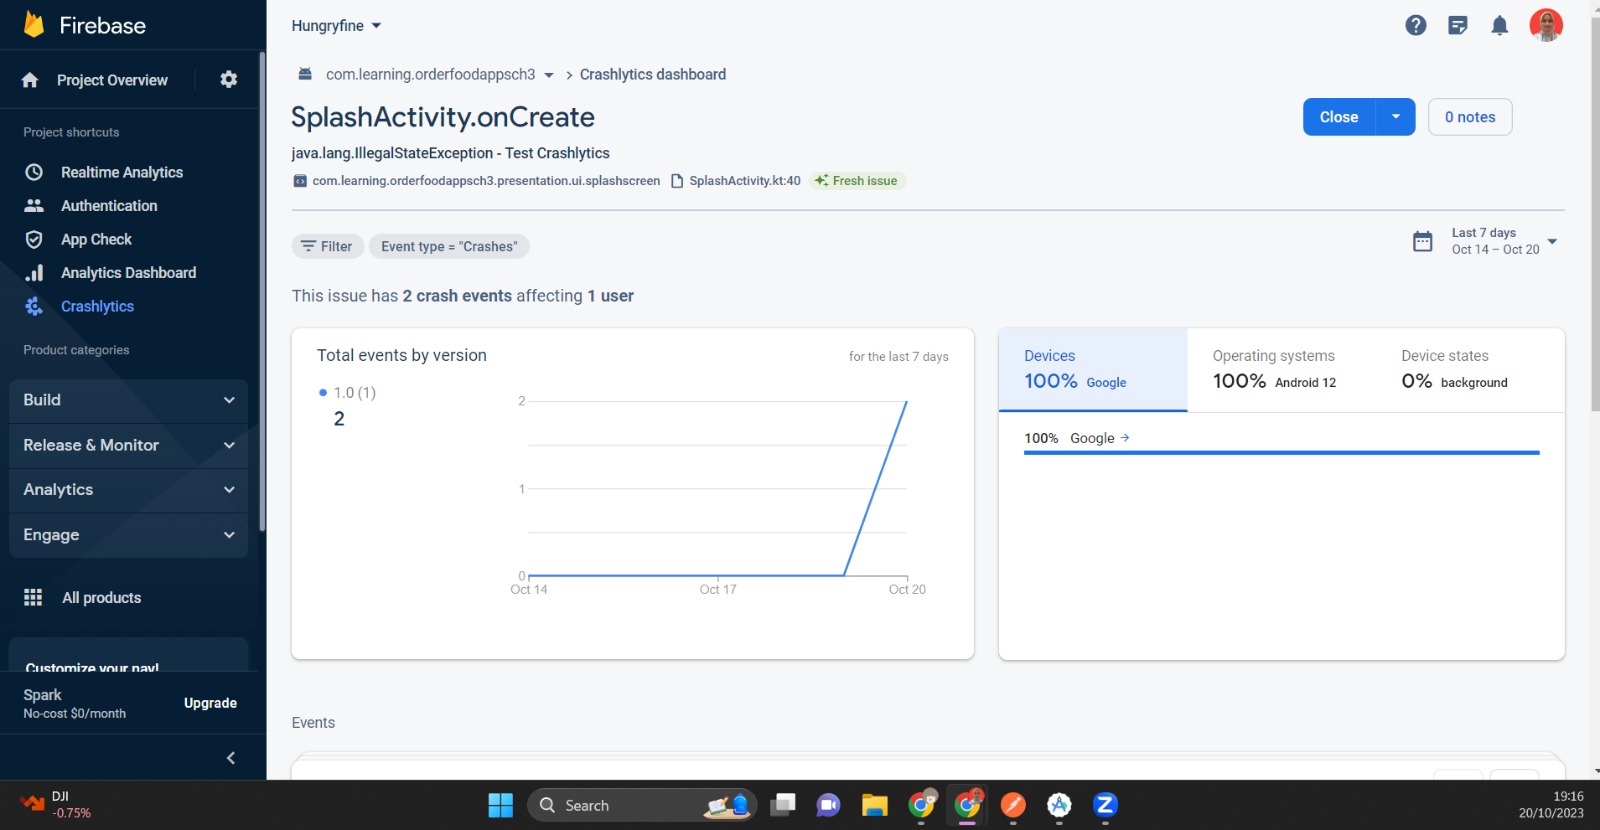 Firebase
Project Overview
Project shortcuts
Realtime Analytics
Authentication
App Check
Analytics Dashboard
Crashlytics
Product categories
Build
Release & Monitor
Analytics
Engage
All products
Customize your nav!
Spark
No-cost $0/month
Upgrade
Hungryfine
com.learning.orderfoodappsch3 > Crashlytics dashboard
SplashActivity.onCreate
Close
0 notes
java.lang.IllegalStateException - Test Crashlytics
com.learning.orderfoodappsch3.presentation.ui.splashscreen SplashActivity.kt:40 Fresh issue
Filter Event type = "Crashes"
Last 7 days
Oct 14 – Oct 20
This issue has 2 crash events affecting 1 user
Total events by version
for the last 7 days
1.0 (1)
2
2
1
0
Oct 14 Oct 17 Oct 20
Devices
100% Google
Operating systems
100% Android 12
Device states
0% background
100% Google
Events
DJI
-0.75%
Search
19:16
20/10/2023